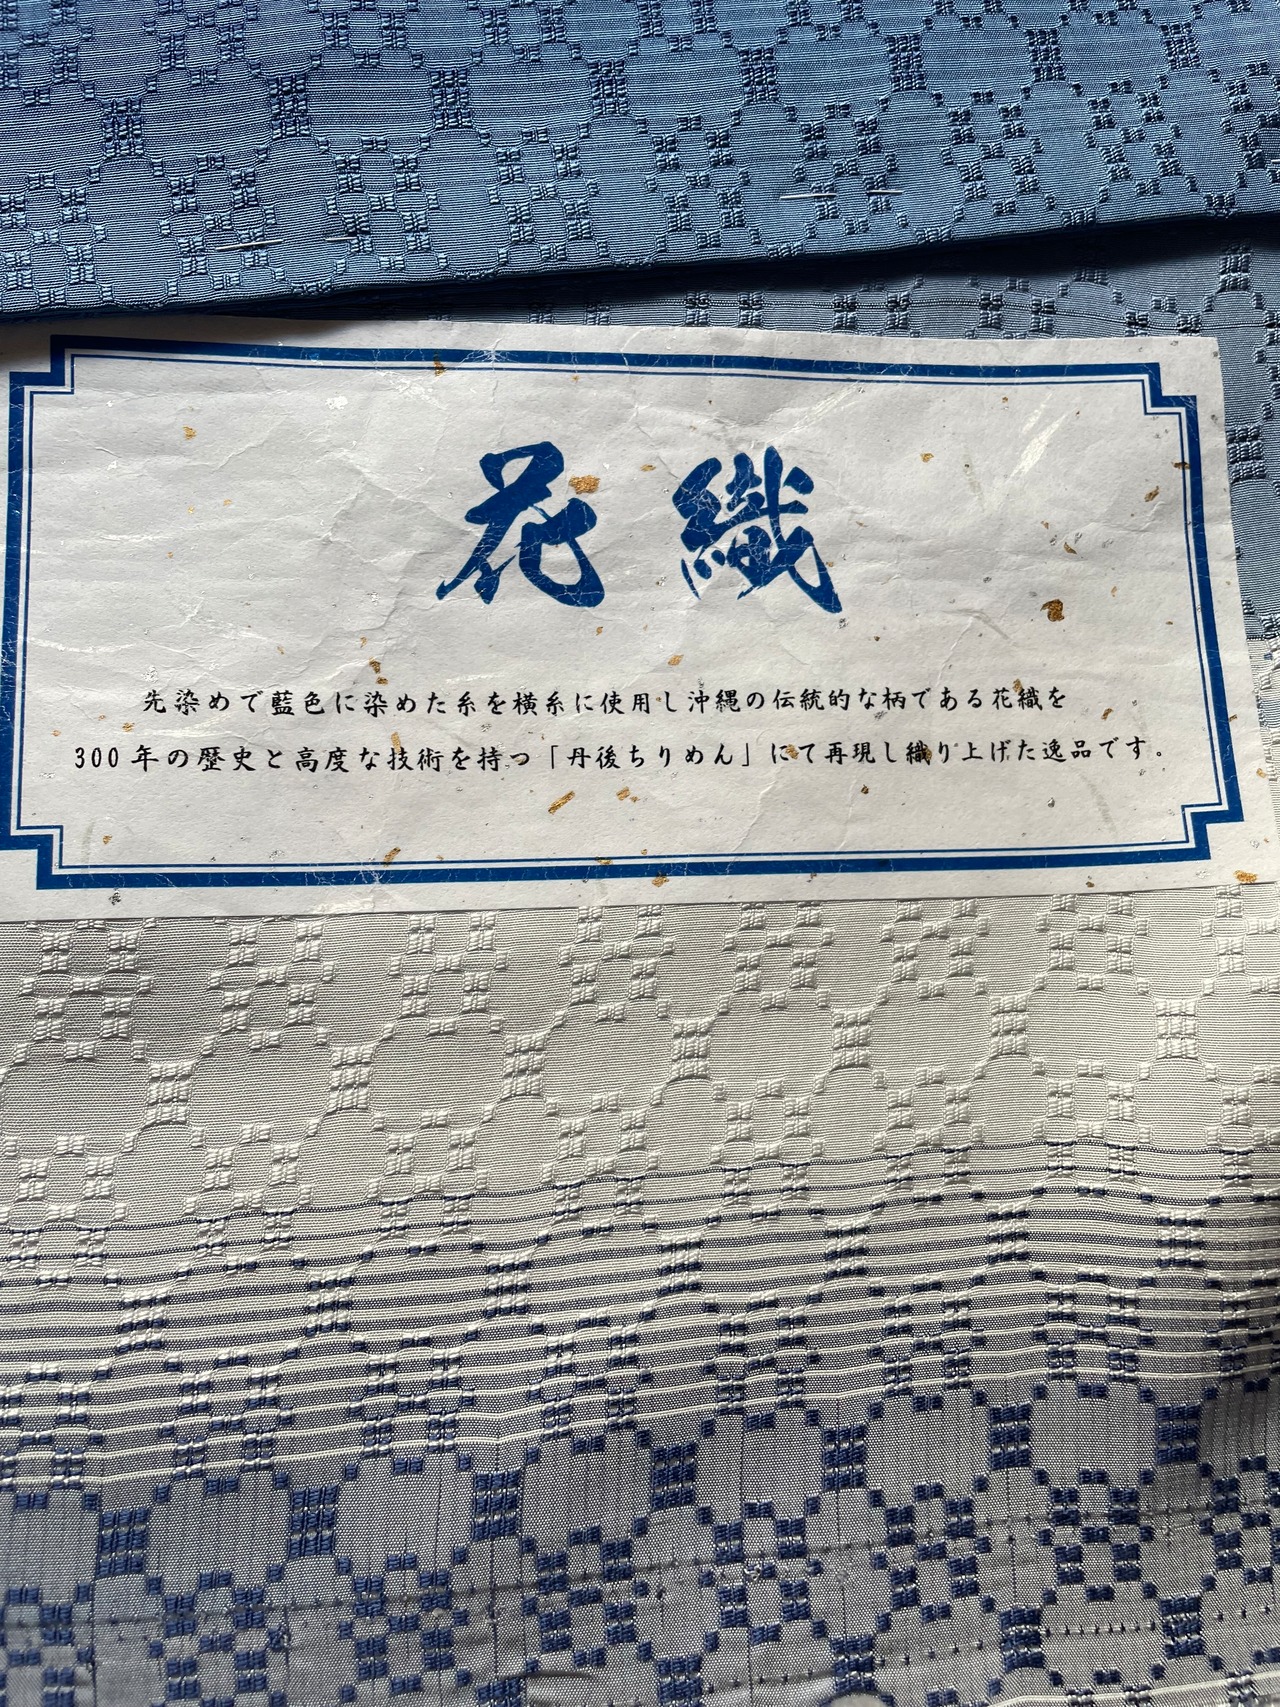 花織
先染めで藍色に染めた糸を横糸に使用し沖縄の伝統的な柄である花織を
300年の歴史と高度な技術を持つ「丹後ちりめん」にて再現し織り上げた逸品です。